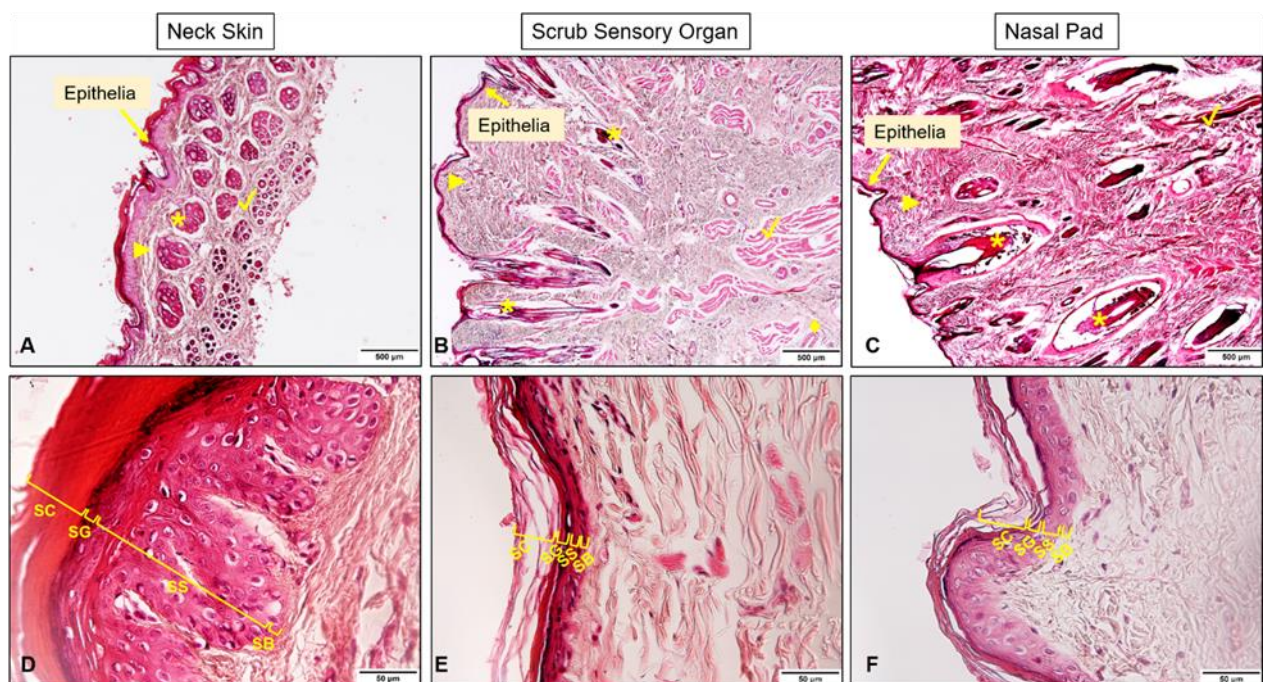 Neck Skin
Scrub Sensory Organ
Nasal Pad
Epithelia
A
500 µm
Epithelia
B
500 µm
Epithelia
C
500 µm
SC
SG
SS
SB
D
50 µm
SC
SG
SS
SB
E
50 µm
SC
SG
SS
SB
F
50 µm